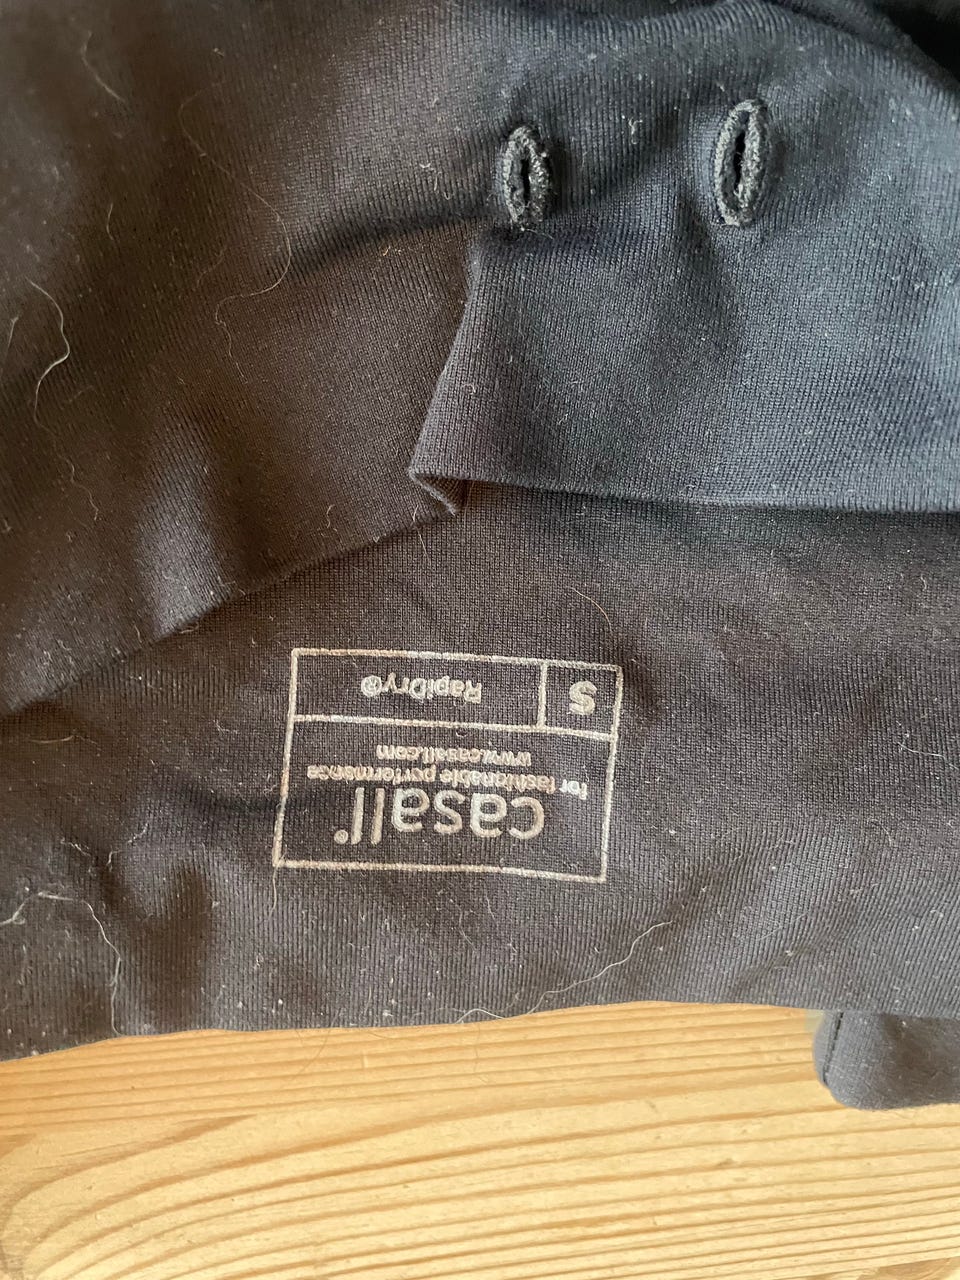 casall®
for fashionable performance
www.casall.com
S
RapiDry®